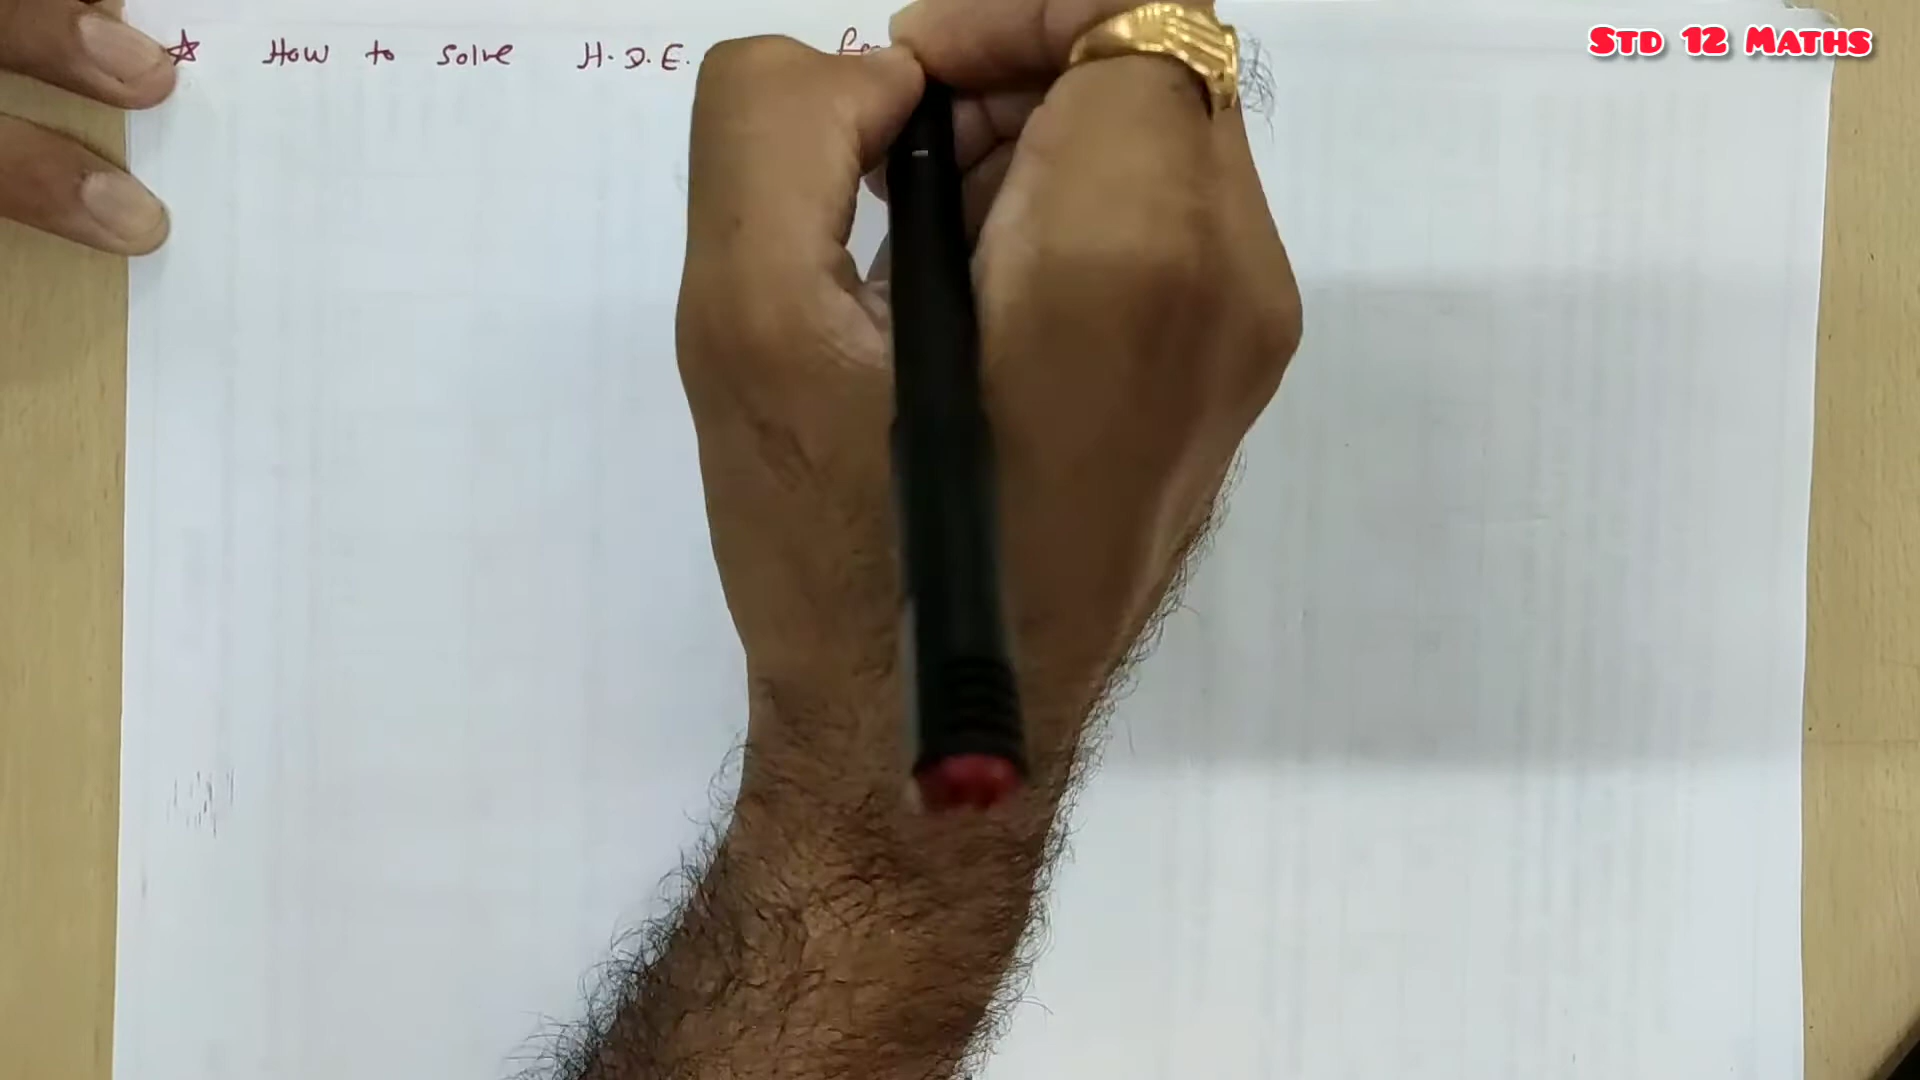 ☆ How to solve H.D.E.
Std 12 Maths